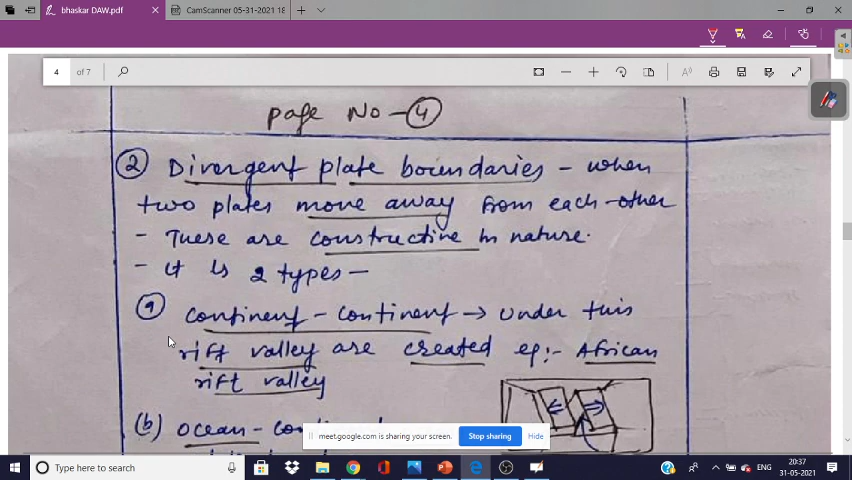 bhaskar DAW.pdf
CamScanner 05-31-2021 18
4 of 7
page No - 4
2 Divergent plate boundaries - when
two plates move away from each-other
- These are constructive in nature.
- it is 2 types -
a continent - continent → under this
rift valley are created eg:- African
rift valley
(b) ocean-
meet.google.com is sharing your screen. Stop sharing Hide
Type here to search
ENG
20:37
31-05-2021